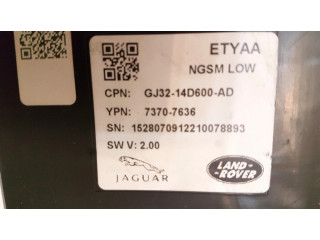 ETYAA
NGSM LOW
CPN: GJ32-14D600-AD
YPN: 7370-7636
SN: 1528070912210078893
SW V: 2.00
JAGUAR
LAND-
ROVER